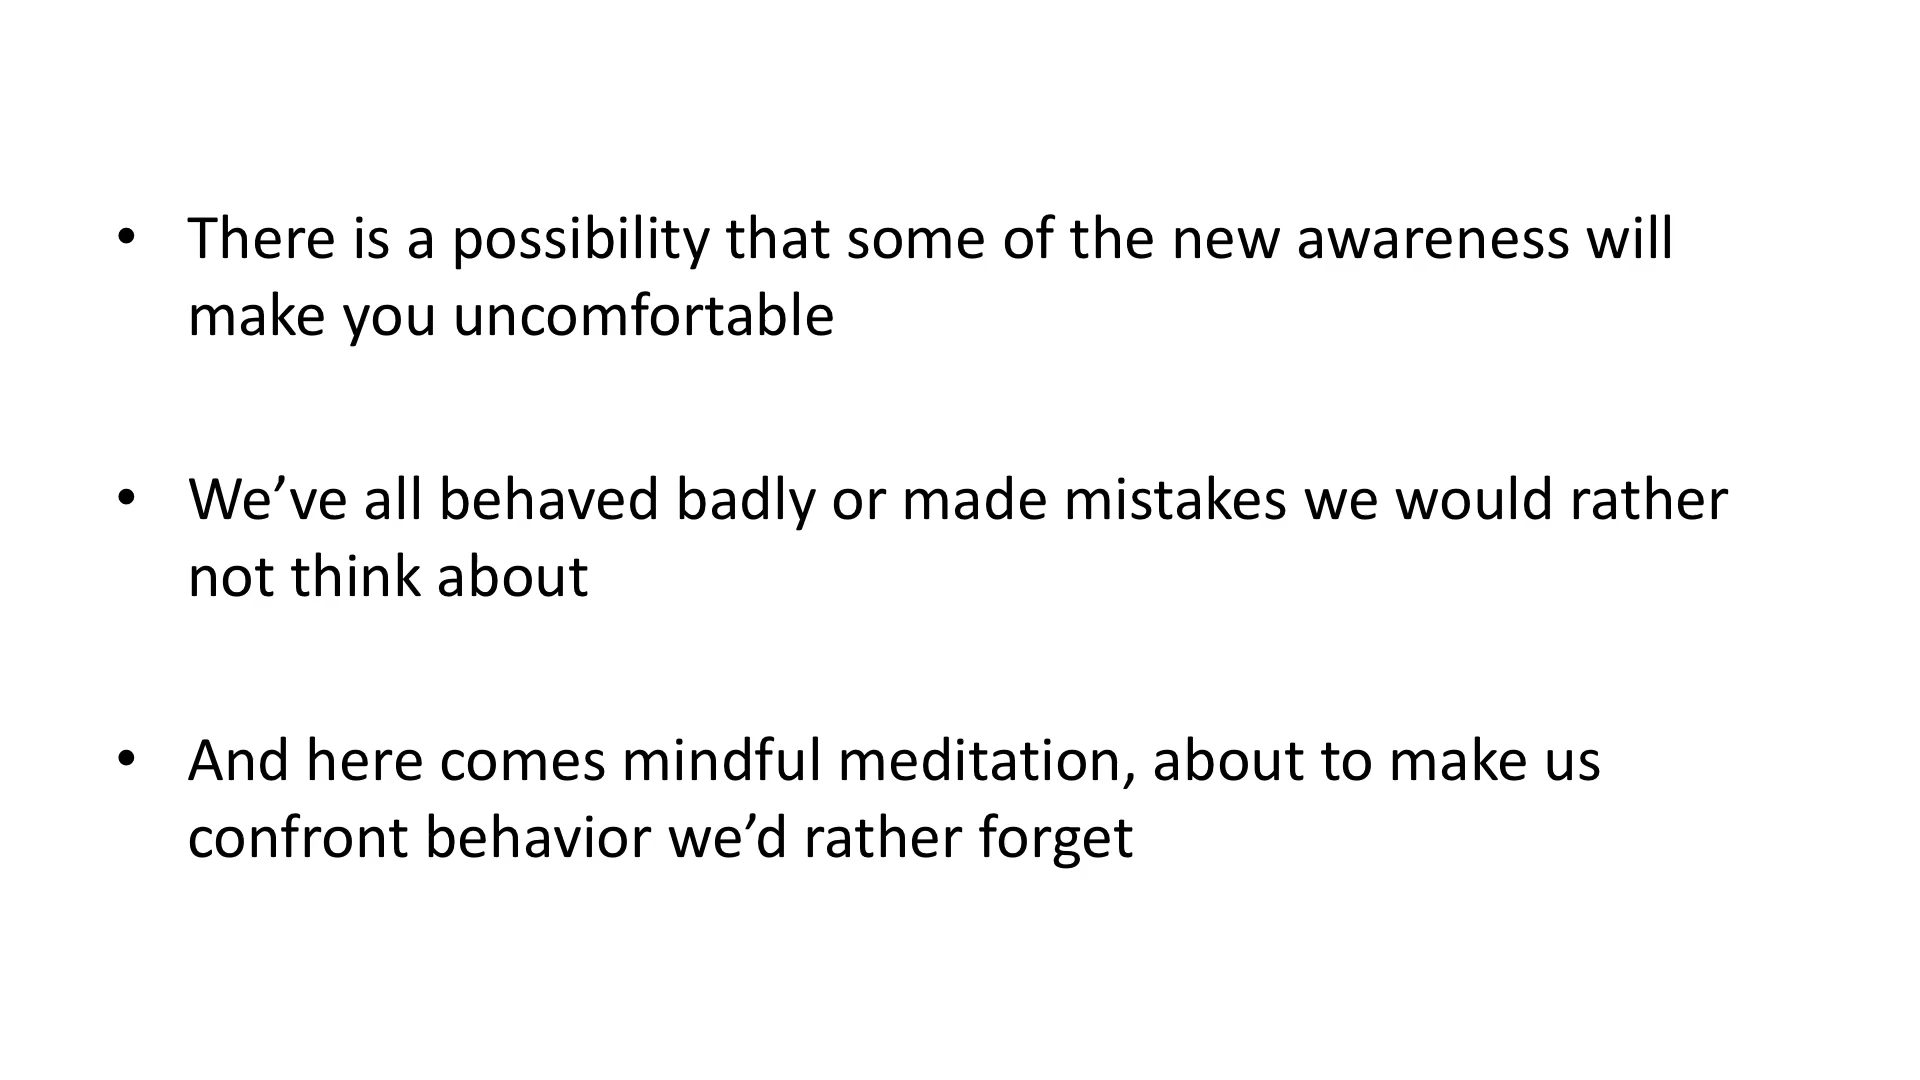 • There is a possibility that some of the new awareness will
make you uncomfortable
• We’ve all behaved badly or made mistakes we would rather
not think about
• And here comes mindful meditation, about to make us
confront behavior we’d rather forget